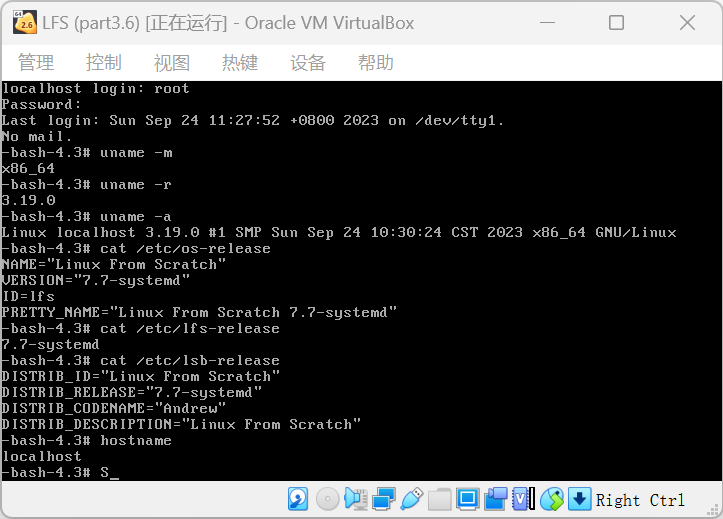 LFS (part3.6) [正在运行] - Oracle VM VirtualBox
管理 控制 视图 热键 设备 帮助
localhost login: root
Password:
Last login: Sun Sep 24 11:27:52 +0800 2023 on /dev/tty1.
No mail.
-bash-4.3# uname -m
x86_64
-bash-4.3# uname -r
3.19.0
-bash-4.3# uname -a
Linux localhost 3.19.0 #1 SMP Sun Sep 24 10:30:24 CST 2023 x86_64 GNU/Linux
-bash-4.3# cat /etc/os-release
NAME="Linux From Scratch"
VERSION="7.7-systemd"
ID=lfs
PRETTY_NAME="Linux From Scratch 7.7-systemd"
-bash-4.3# cat /etc/lfs-release
7.7-systemd
-bash-4.3# cat /etc/lsb-release
DISTRIB_ID="Linux From Scratch"
DISTRIB_RELEASE="7.7-systemd"
DISTRIB_CODENAME="Andrew"
DISTRIB_DESCRIPTION="Linux From Scratch"
-bash-4.3# hostname
localhost
-bash-4.3# S_
Right Ctrl